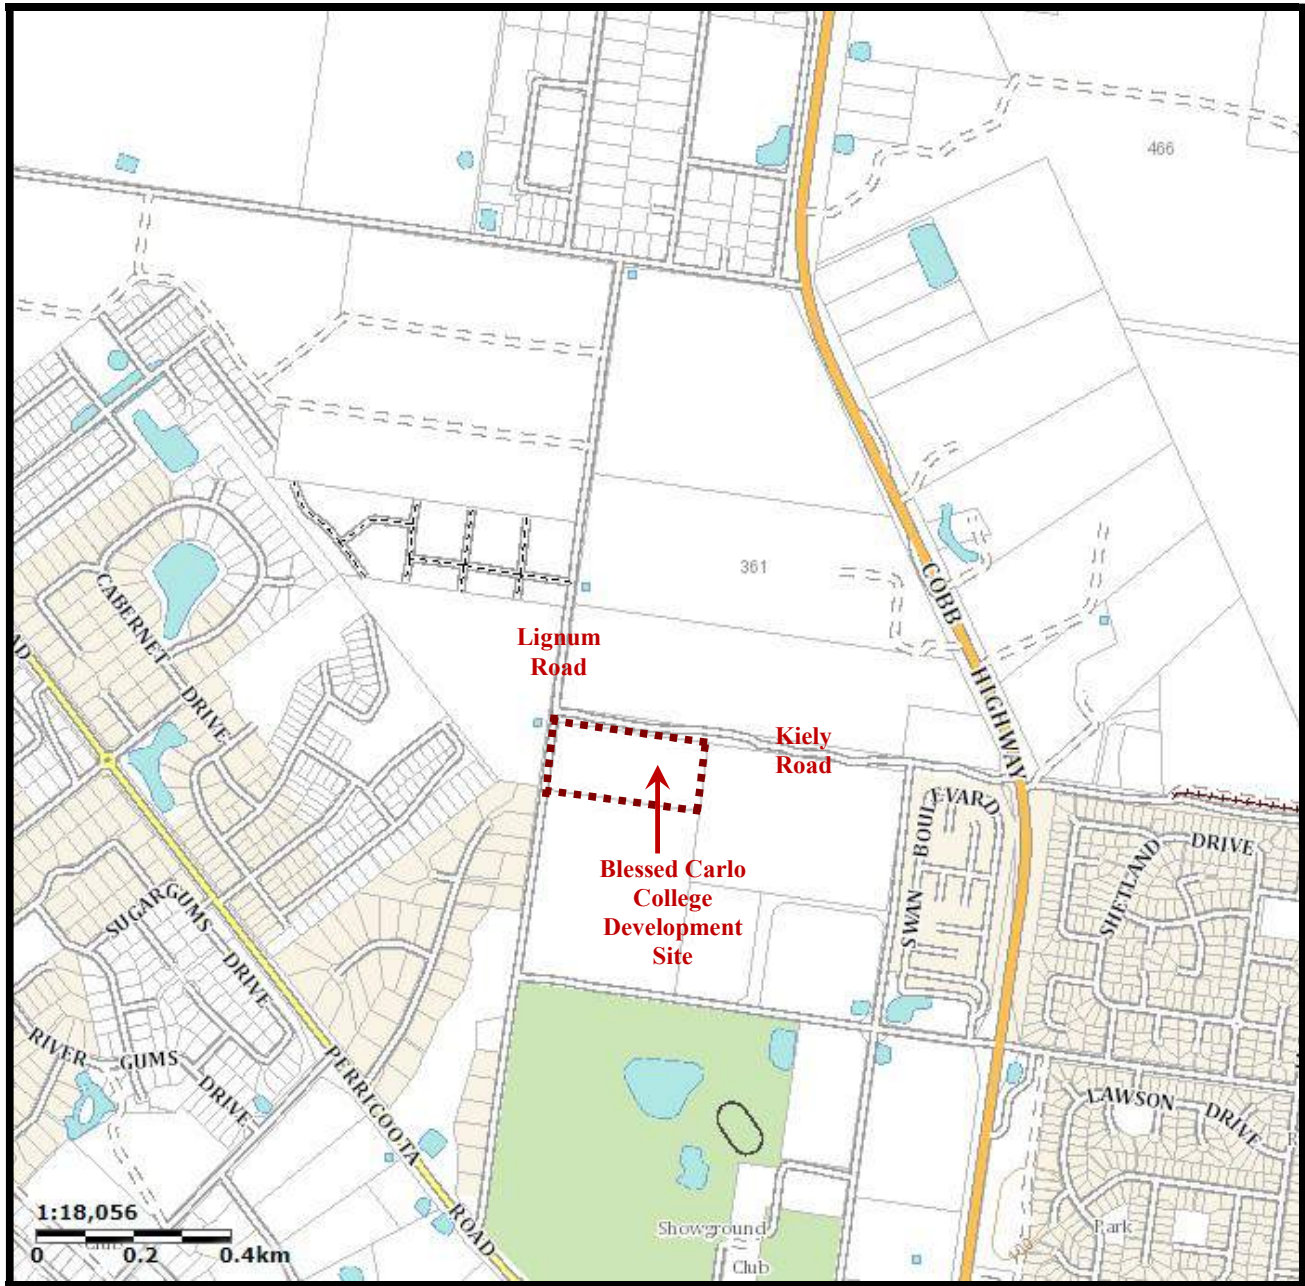 466
361
COBB
HIGHWAY
Lignum
Road
Kiely
Road
CABERNET
DRIVE
Blessed Carlo
College
Development
Site
SWAN
BOULEVARD
SHETLAND
DRIVE
SUGARGUMS
DRIVE
RIVER
GUMS
DRIVE
PERRICOOTA
ROAD
LAWSON
DRIVE
Showground
Club
Park
1:18,056
0
0.2
0.4km